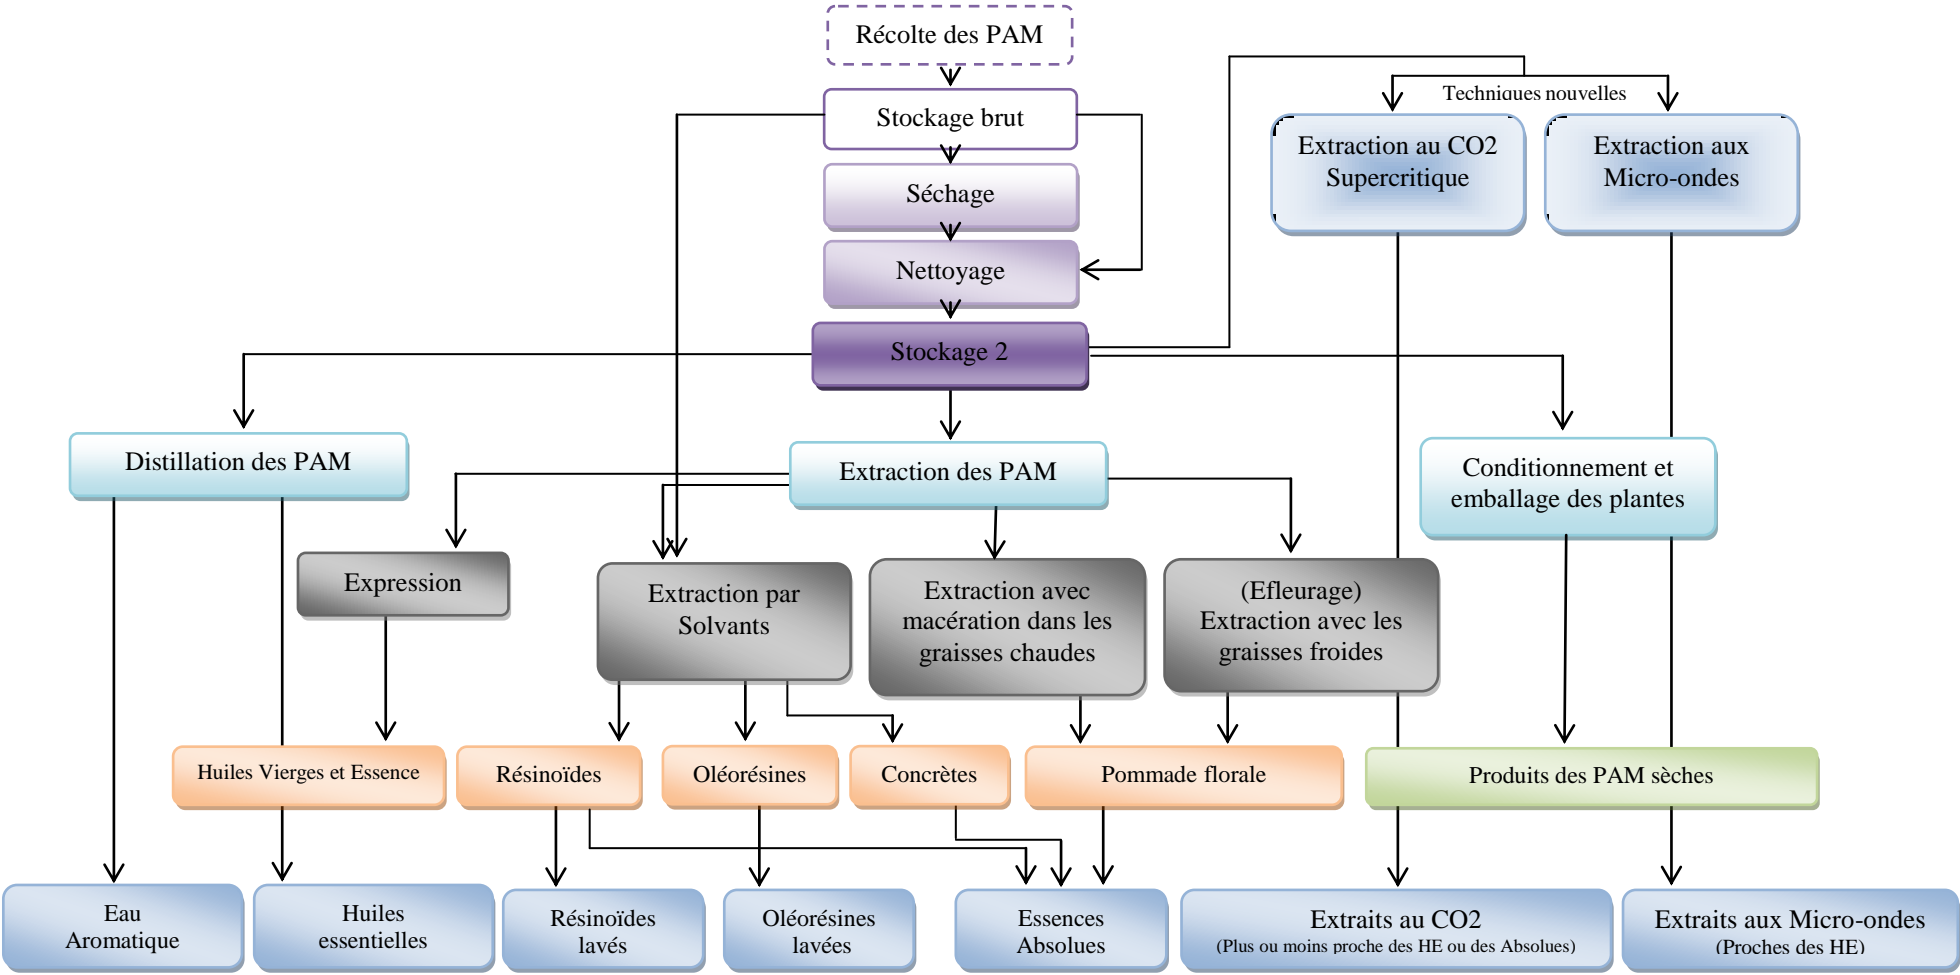 Récolte des PAM
Stockage brut
Techniques nouvelles
Extraction au CO2
Supercritique
Extraction aux
Micro-ondes
Séchage
Nettoyage
Stockage 2
Distillation des PAM
Extraction des PAM
Conditionnement et
emballage des plantes
Expression
Extraction par
Solvants
Extraction avec
macération dans les
graisses chaudes
(Efleurage)
Extraction avec les
graisses froides
Huiles Vierges et Essence
Résinoïdes
Oléorésines
Concrètes
Pommade florale
Produits des PAM sèches
Eau
Aromatique
Huiles
essentielles
Résinoïdes
lavés
Oléorésines
lavées
Essences
Absolues
Extraits au CO2
(Plus ou moins proche des HE ou des Absolues)
Extraits aux Micro-ondes
(Proches des HE)